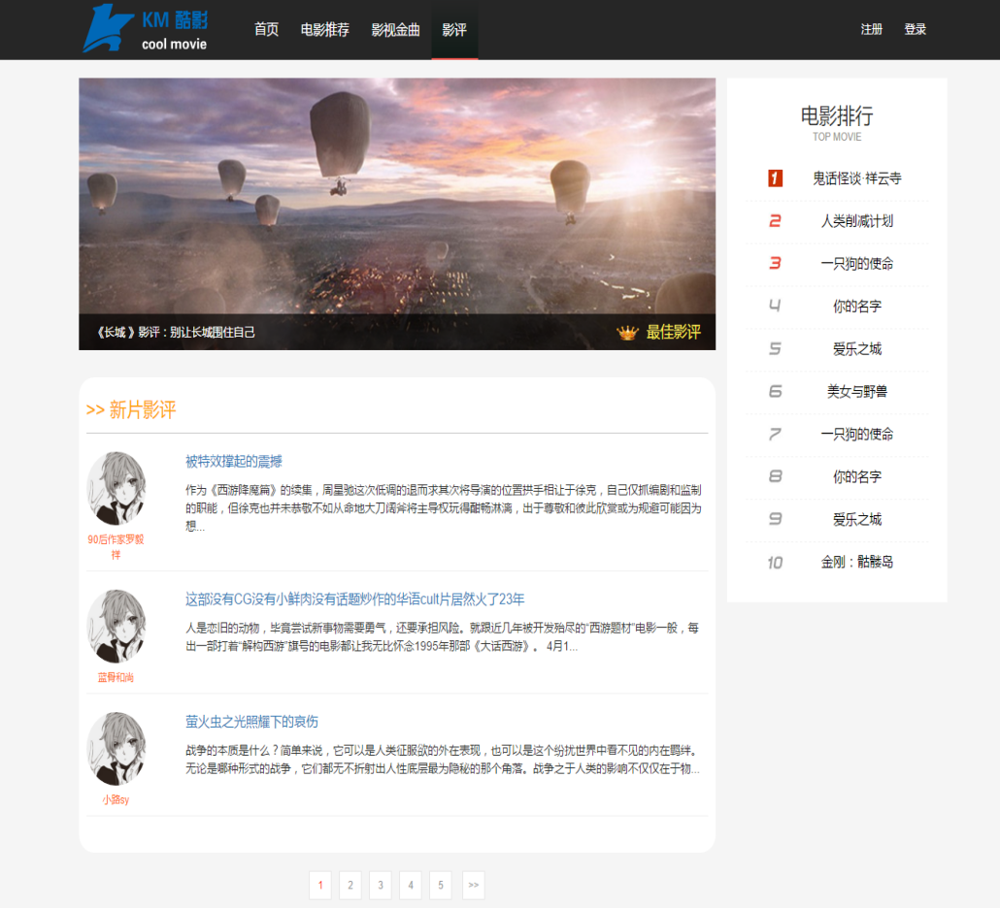 KM 酷影
cool movie
首页 电影推荐 影视金曲 影评
注册 登录
《长城 》影评：别让长城围住自己
最佳影评
>> 新片影评
被特效撑起的震撼
作为《西游降魔篇》的续集，周星驰这次低调的退而求其次将导演的位置拱手相让于徐克，自己仅抓编剧和监制
的职能，但徐克也并未恭敬不如从命地大刀阔斧将主导权玩得酣畅淋漓，出于尊敬和彼此欣赏或为规避可能因为
想...
90后作家罗毅
祥
这部没有CG没有小鲜肉没有话题炒作的华语cult片居然火了23年
人是恋旧的动物，毕竟尝试新事物需要勇气，还要承担风险。就跟近几年被开发殆尽的“西游题材”电影一般，每
出一部打着“解构西游”旗号的电影都让我无比怀念1995年那部《大话西游》。 4月1...
蓝骨和尚
萤火虫之光照耀下的哀伤
战争的本质是什么？简单来说，它可以是人类征服欲的外在表现，也可以是这个纷扰世界中看不见的内在羁绊。
无论是哪种形式的战争，它们都无不折射出人性底层最为隐秘的那个角落。战争之于人类的影响不仅仅在于物...
小路sy
1 2 3 4 5 >>
电影排行
TOP MOVIE
1 鬼话怪谈·祥云寺
2 人类削减计划
3 一只狗的使命
4 你的名字
5 爱乐之城
6 美女与野兽
7 一只狗的使命
8 你的名字
9 爱乐之城
10 金刚：骷髅岛